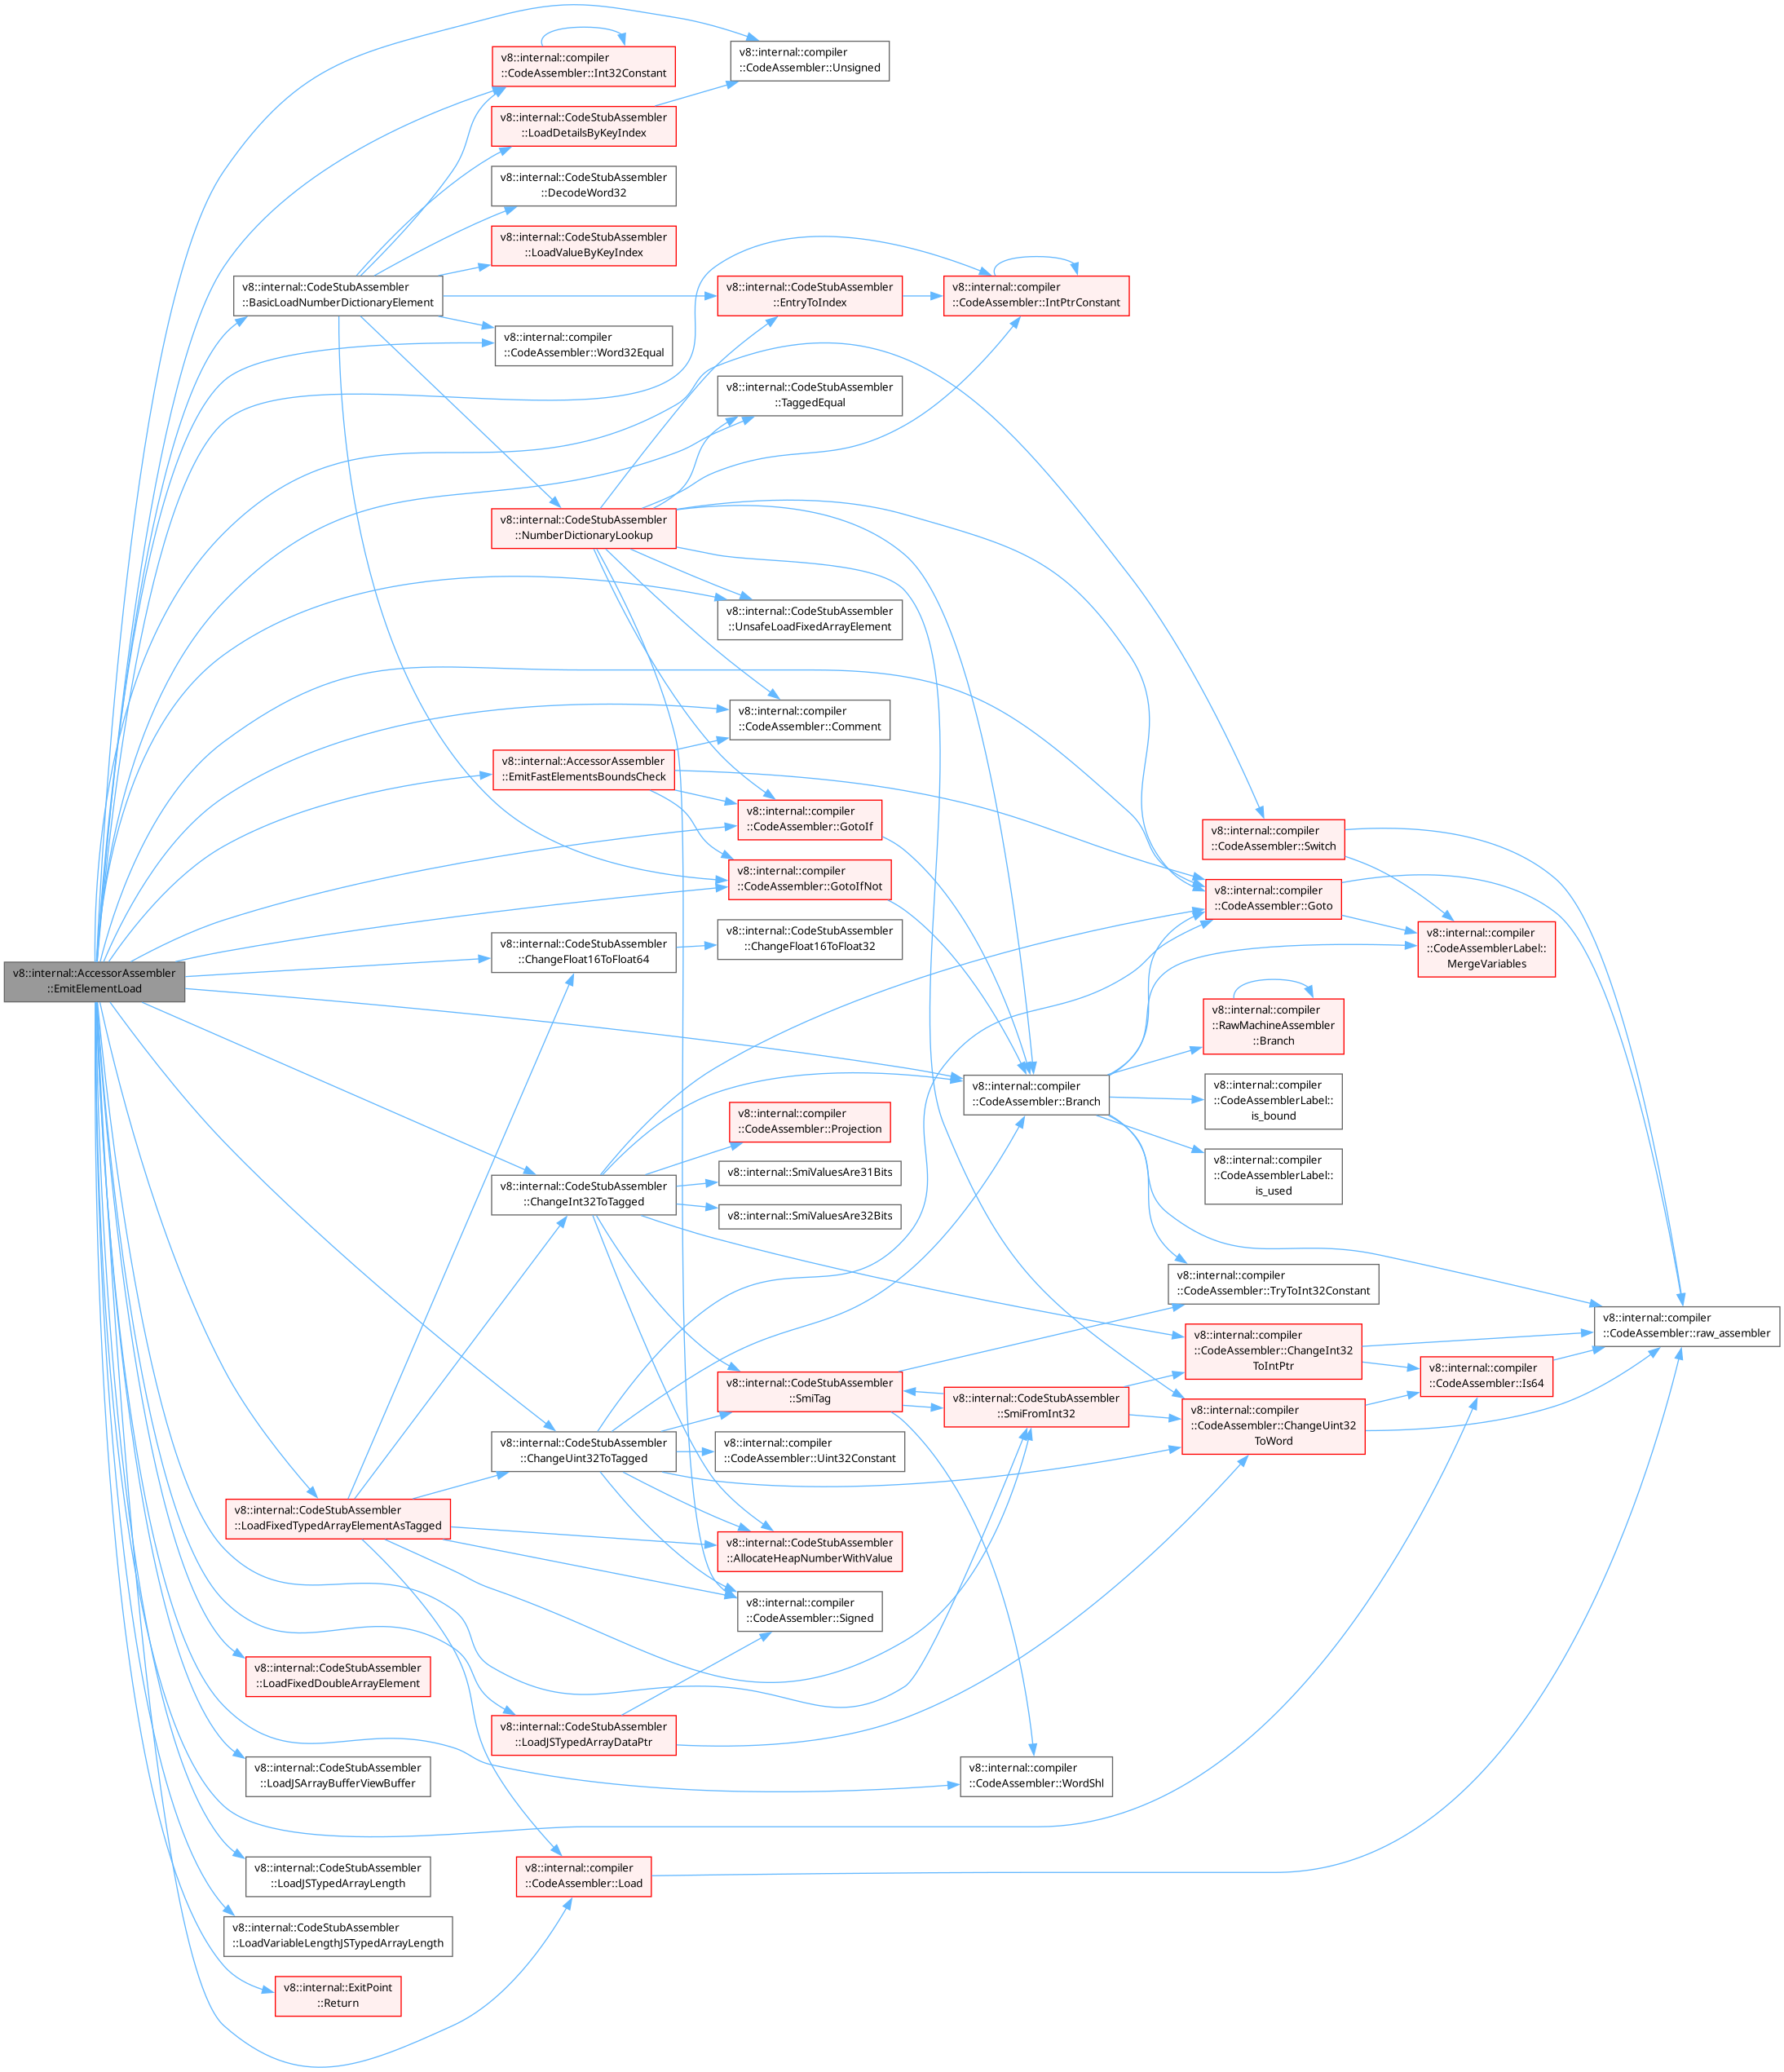 v8::internal::compiler
::CodeAssembler::Int32Constant
v8::internal::compiler
::CodeAssembler::Unsigned
v8::internal::CodeStubAssembler
::LoadDetailsByKeyIndex
v8::internal::CodeStubAssembler
::DecodeWord32
v8::internal::CodeStubAssembler
::LoadValueByKeyIndex
v8::internal::CodeStubAssembler
::BasicLoadNumberDictionaryElement
v8::internal::CodeStubAssembler
::EntryToIndex
v8::internal::compiler
::CodeAssembler::IntPtrConstant
v8::internal::compiler
::CodeAssembler::Word32Equal
v8::internal::CodeStubAssembler
::TaggedEqual
v8::internal::CodeStubAssembler
::NumberDictionaryLookup
v8::internal::CodeStubAssembler
::UnsafeLoadFixedArrayElement
v8::internal::compiler
::CodeAssembler::Comment
v8::internal::AccessorAssembler
::EmitFastElementsBoundsCheck
v8::internal::compiler
::CodeAssembler::GotoIf
v8::internal::compiler
::CodeAssembler::Switch
v8::internal::compiler
::CodeAssembler::GotoIfNot
v8::internal::compiler
::CodeAssembler::Goto
v8::internal::CodeStubAssembler
::ChangeFloat16ToFloat64
v8::internal::CodeStubAssembler
::ChangeFloat16ToFloat32
v8::internal::compiler
::CodeAssemblerLabel::
MergeVariables
v8::internal::AccessorAssembler
::EmitElementLoad
v8::internal::compiler
::RawMachineAssembler
::Branch
v8::internal::compiler
::CodeAssembler::Branch
v8::internal::compiler
::CodeAssemblerLabel::
is_bound
v8::internal::compiler
::CodeAssembler::Projection
v8::internal::SmiValuesAre31Bits
v8::internal::compiler
::CodeAssemblerLabel::
is_used
v8::internal::CodeStubAssembler
::ChangeInt32ToTagged
v8::internal::SmiValuesAre32Bits
v8::internal::compiler
::CodeAssembler::TryToInt32Constant
v8::internal::compiler
::CodeAssembler::raw_assembler
v8::internal::compiler
::CodeAssembler::ChangeInt32
ToIntPtr
v8::internal::compiler
::CodeAssembler::Is64
v8::internal::CodeStubAssembler
::SmiTag
v8::internal::CodeStubAssembler
::SmiFromInt32
v8::internal::compiler
::CodeAssembler::ChangeUint32
ToWord
v8::internal::CodeStubAssembler
::ChangeUint32ToTagged
v8::internal::compiler
::CodeAssembler::Uint32Constant
v8::internal::CodeStubAssembler
::LoadFixedTypedArrayElementAsTagged
v8::internal::CodeStubAssembler
::AllocateHeapNumberWithValue
v8::internal::compiler
::CodeAssembler::Signed
v8::internal::CodeStubAssembler
::LoadFixedDoubleArrayElement
v8::internal::CodeStubAssembler
::LoadJSTypedArrayDataPtr
v8::internal::CodeStubAssembler
::LoadJSArrayBufferViewBuffer
v8::internal::compiler
::CodeAssembler::WordShl
v8::internal::CodeStubAssembler
::LoadJSTypedArrayLength
v8::internal::compiler
::CodeAssembler::Load
v8::internal::CodeStubAssembler
::LoadVariableLengthJSTypedArrayLength
v8::internal::ExitPoint
::Return